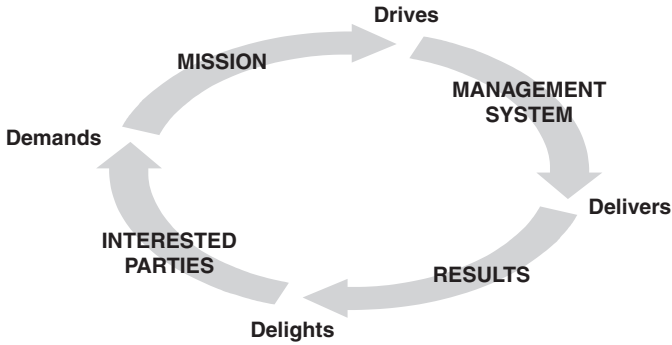 Drives
MISSION
MANAGEMENT
SYSTEM
Demands
Delivers
INTERESTED
PARTIES
RESULTS
Delights